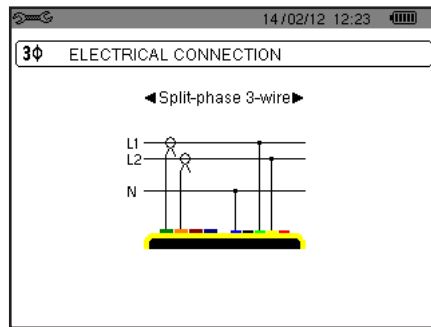 14/02/12 12:23
3Φ ELECTRICAL CONNECTION
◄Split-phase 3-wire►
L1
L2
N